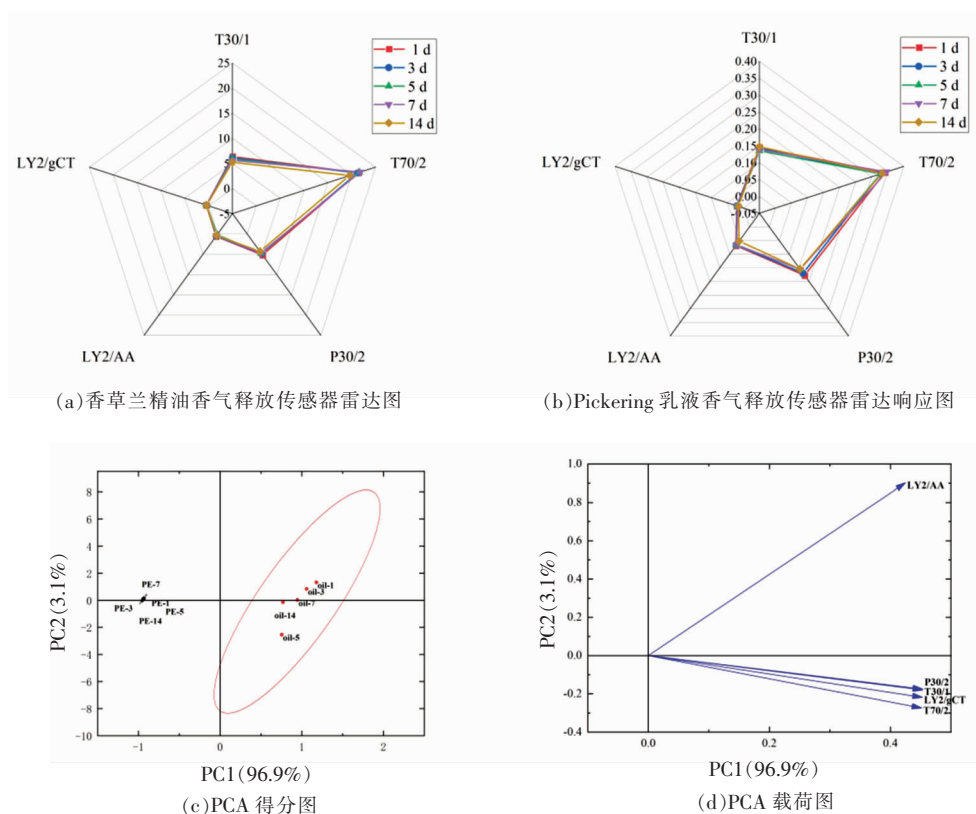 T30/1
25
20
15
10
5
0
-5
T70/2
P30/2
LY2/AA
LY2/gCT
1 d
3 d
5 d
7 d
14 d
(a)香草兰精油香气释放传感器雷达图
T30/1
0.40
0.35
0.30
0.25
0.20
0.15
0.10
0.05
0.00
-0.05
T70/2
P30/2
LY2/AA
LY2/gCT
1 d
3 d
5 d
7 d
14 d
(b)Pickering 乳液香气释放传感器雷达响应图
PC2(3.1%)
8
6
4
2
0
-2
-4
-6
-8
-10
PE-7
PE-3
PE-1
PE-5
PE-14
oil-1
oil-3
oil-7
oil-14
oil-5
-1
0
1
2
PC1(96.9%)
(c)PCA 得分图
PC2(3.1%)
1.0
0.8
0.6
0.4
0.2
0.0
-0.2
-0.4
LY2/AA
P30/2
T30/1
LY2/gCT
T70/2
0.0
0.2
0.4
PC1(96.9%)
(d)PCA 载荷图